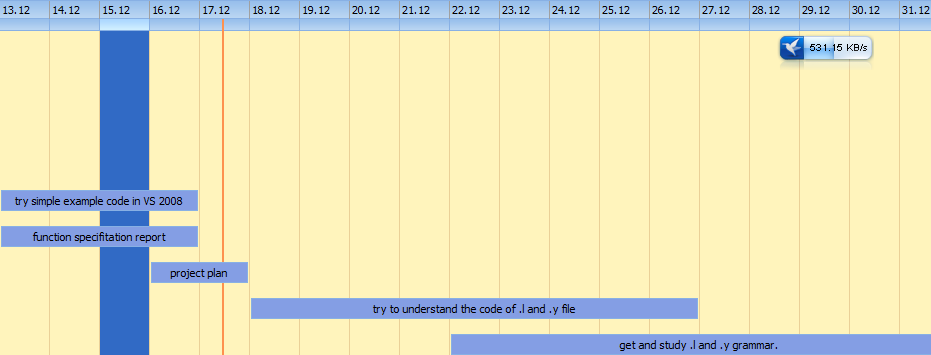 13.12 14.12 15.12 16.12 17.12 18.12 19.12 20.12 21.12 22.12 23.12 24.12 25.12 26.12 27.12 28.12 29.12 30.12 31.12
531.15 KB/s
try simple example code in VS 2008
function specifitation report
project plan
try to understand the code of .l and .y file
get and study .l and .y grammar.